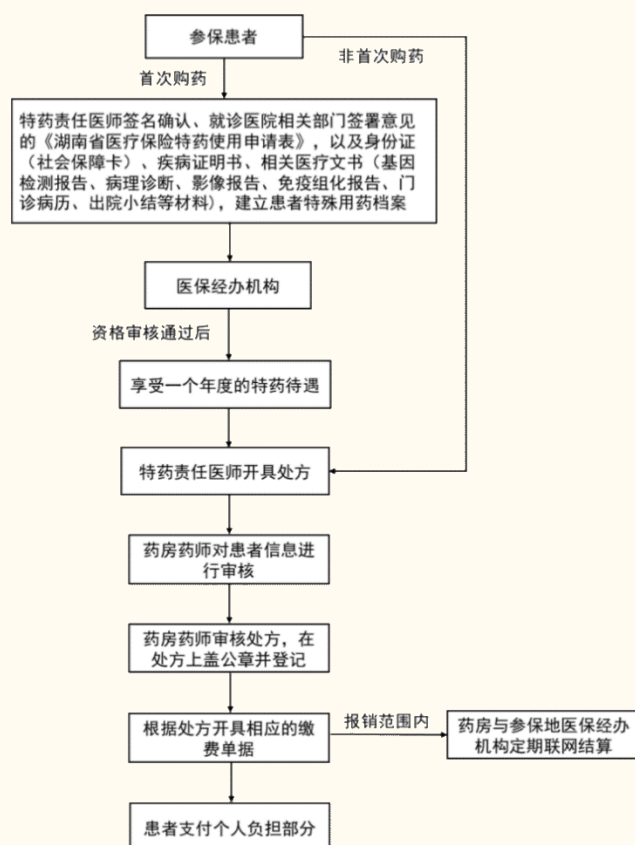 参保患者
非首次购药
首次购药
特药责任医师签名确认、就诊医院相关部门签署意见
的《湖南省医疗保险特药使用申请表》，以及身份证
（社会保障卡）、疾病证明书、相关医疗文书（基因
检测报告、病理诊断、影像报告、免疫组化报告、门
诊病历、出院小结等材料），建立患者特殊用药档案
医保经办机构
资格审核通过后
享受一个年度的特药待遇
特药责任医师开具处方
药房药师对患者信息进
行审核
药房药师审核处方，在
处方上盖公章并登记
根据处方开具相应的缴
费单据
报销范围内
药房与参保地医保经办
机构定期联网结算
患者支付个人负担部分